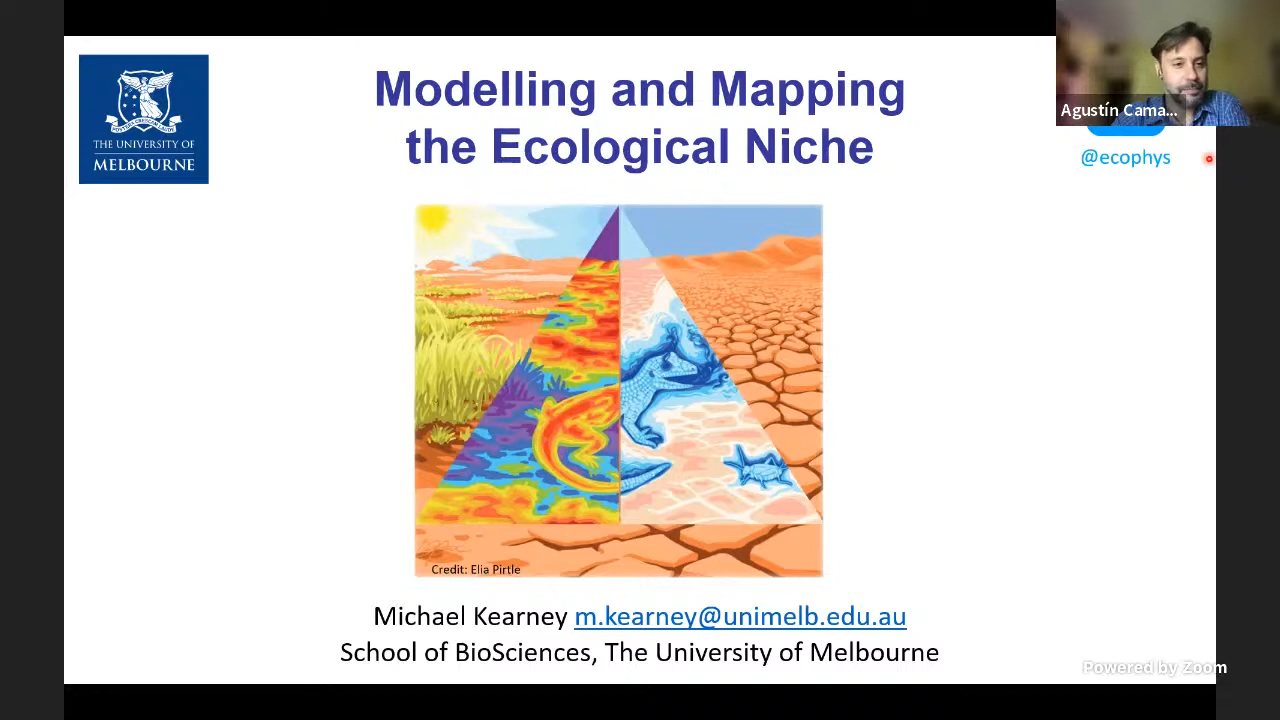 THE UNIVERSITY OF
MELBOURNE
Modelling and Mapping
the Ecological Niche
Agustín Cama...
@ecophys
Credit: Elia Pirtle
Michael Kearney m.kearney@unimelb.edu.au
School of BioSciences, The University of Melbourne
Powered by Zoom